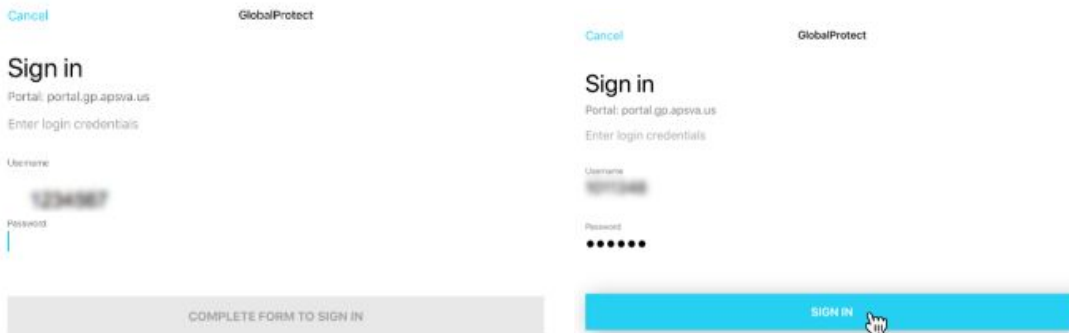 Cancel
GlobalProtect
Sign in
Portal: portal.gp.apsva.us
Enter login credentials
Username
Password
COMPLETE FORM TO SIGN IN
Cancel
GlobalProtect
Sign in
Portal: portal.gp.apsva.us
Enter login credentials
Username
Password
●●●●●●
SIGN IN